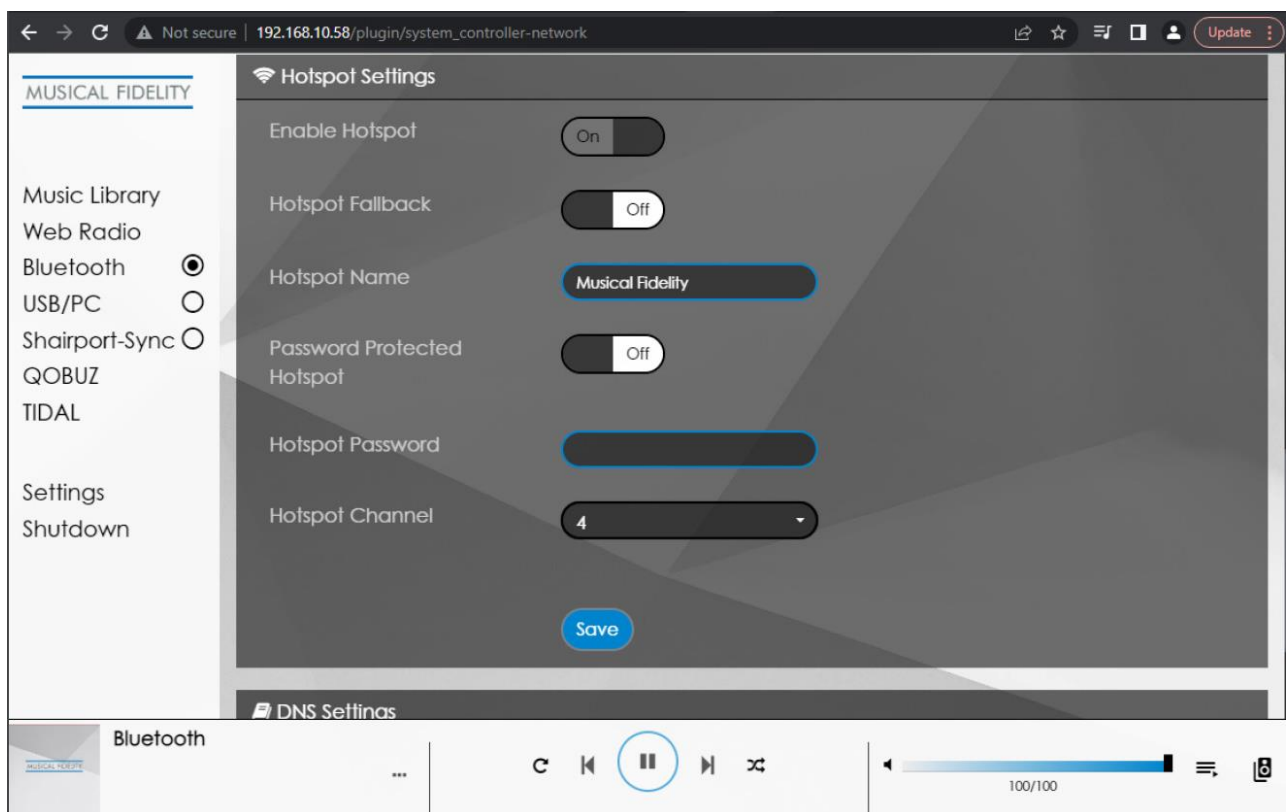 Not secure 192.168.10.58/plugin/system_controller-network Update
MUSICAL FIDELITY
Music Library
Web Radio
Bluetooth
USB/PC
Shairport-Sync
QOBUZ
TIDAL
Settings
Shutdown
Hotspot Settings
Enable Hotspot On
Hotspot Fallback Off
Hotspot Name Musical Fidelity
Password Protected
Hotspot Off
Hotspot Password
Hotspot Channel 4
Save
DNS Settings
MUSICAL FIDELITY
Bluetooth
...
100/100